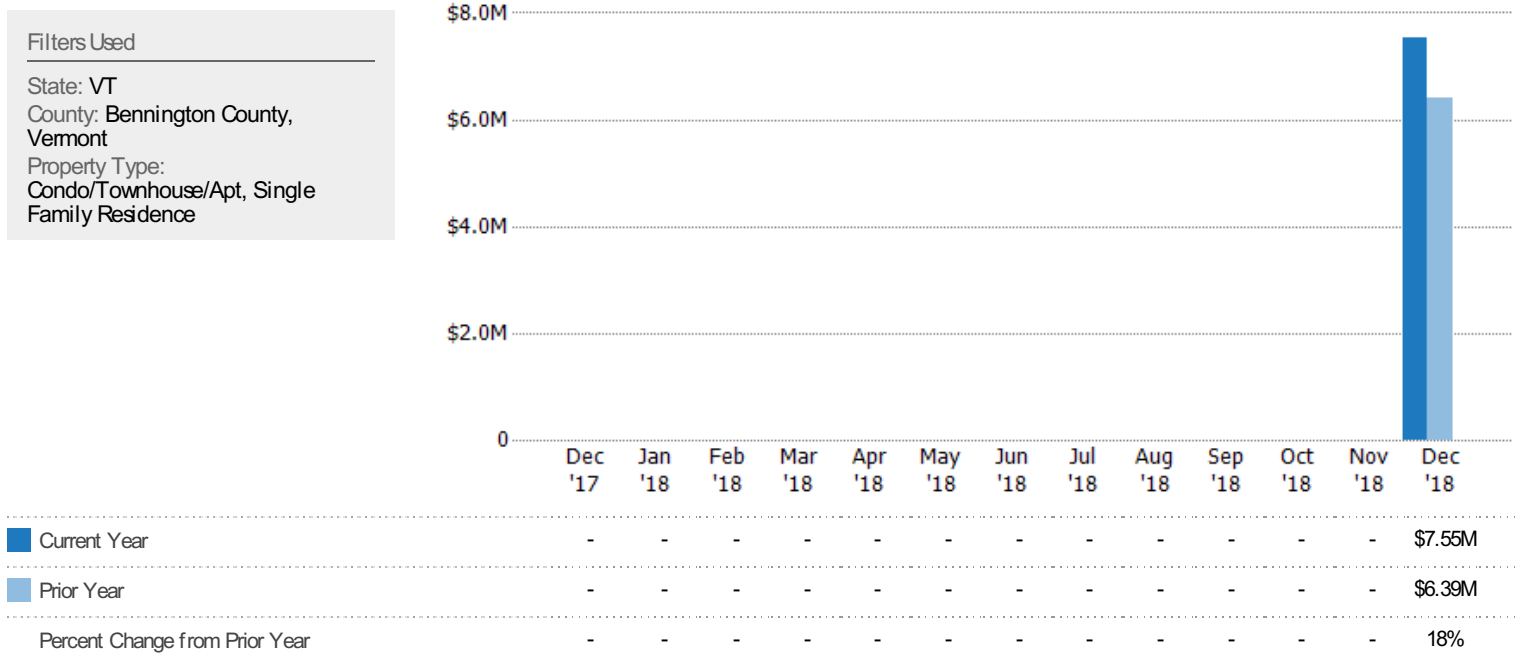 Filters Used
State: VT
County: Bennington County,
Vermont
Property Type:
Condo/Townhouse/Apt, Single
Family Residence
$8.0M
$6.0M
$4.0M
$2.0M
0
Dec Jan Feb Mar Apr May Jun Jul Aug Sep Oct Nov Dec
'17 '18 '18 '18 '18 '18 '18 '18 '18 '18 '18 '18 '18
Current Year - - - - - - - - - - - - $7.55M
Prior Year - - - - - - - - - - - - $6.39M
Percent Change from Prior Year - - - - - - - - - - - - 18%